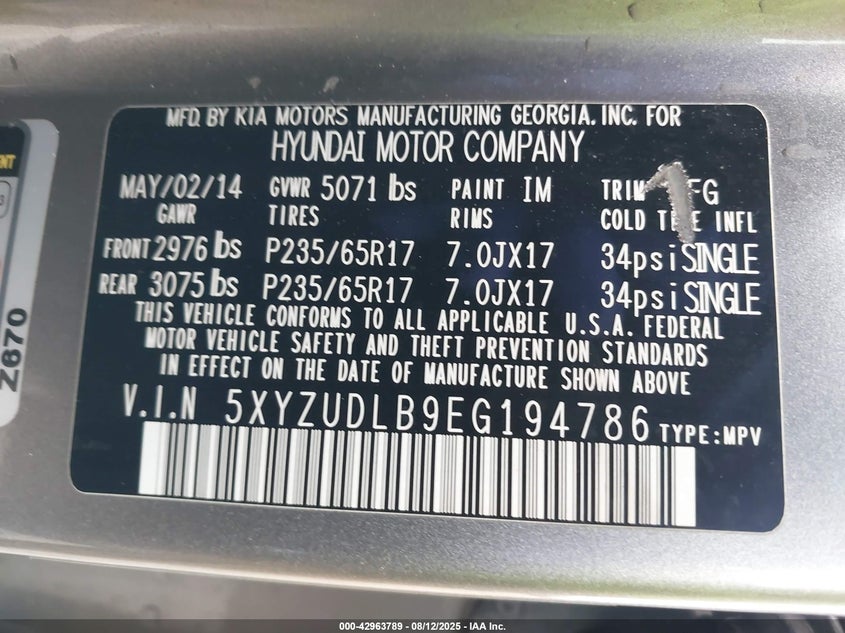 MFD. BY KIA MOTORS MANUFACTURING GEORGIA. INC. FOR
HYUNDAI MOTOR COMPANY
MAY/02/14 GVWR 5071 lbs PAINT IM TRIM FG
GAWR TIRES RIMS COLD TIRE INFL
FRONT 2976 lbs P235/65R17 7.0JX17 34psi SINGLE
REAR 3075 lbs P235/65R17 7.0JX17 34psi SINGLE
THIS VEHICLE CONFORMS TO ALL APPLICABLE U.S.A. FEDERAL
MOTOR VEHICLE SAFETY AND THEFT PREVENTION STANDARDS
IN EFFECT ON THE DATE OF MANUFACTURE SHOWN ABOVE
V.I.N 5XYZUDLB9EG194786 TYPE:MPV
Z670
000-42963789 - 08/12/2025 - IAA Inc.